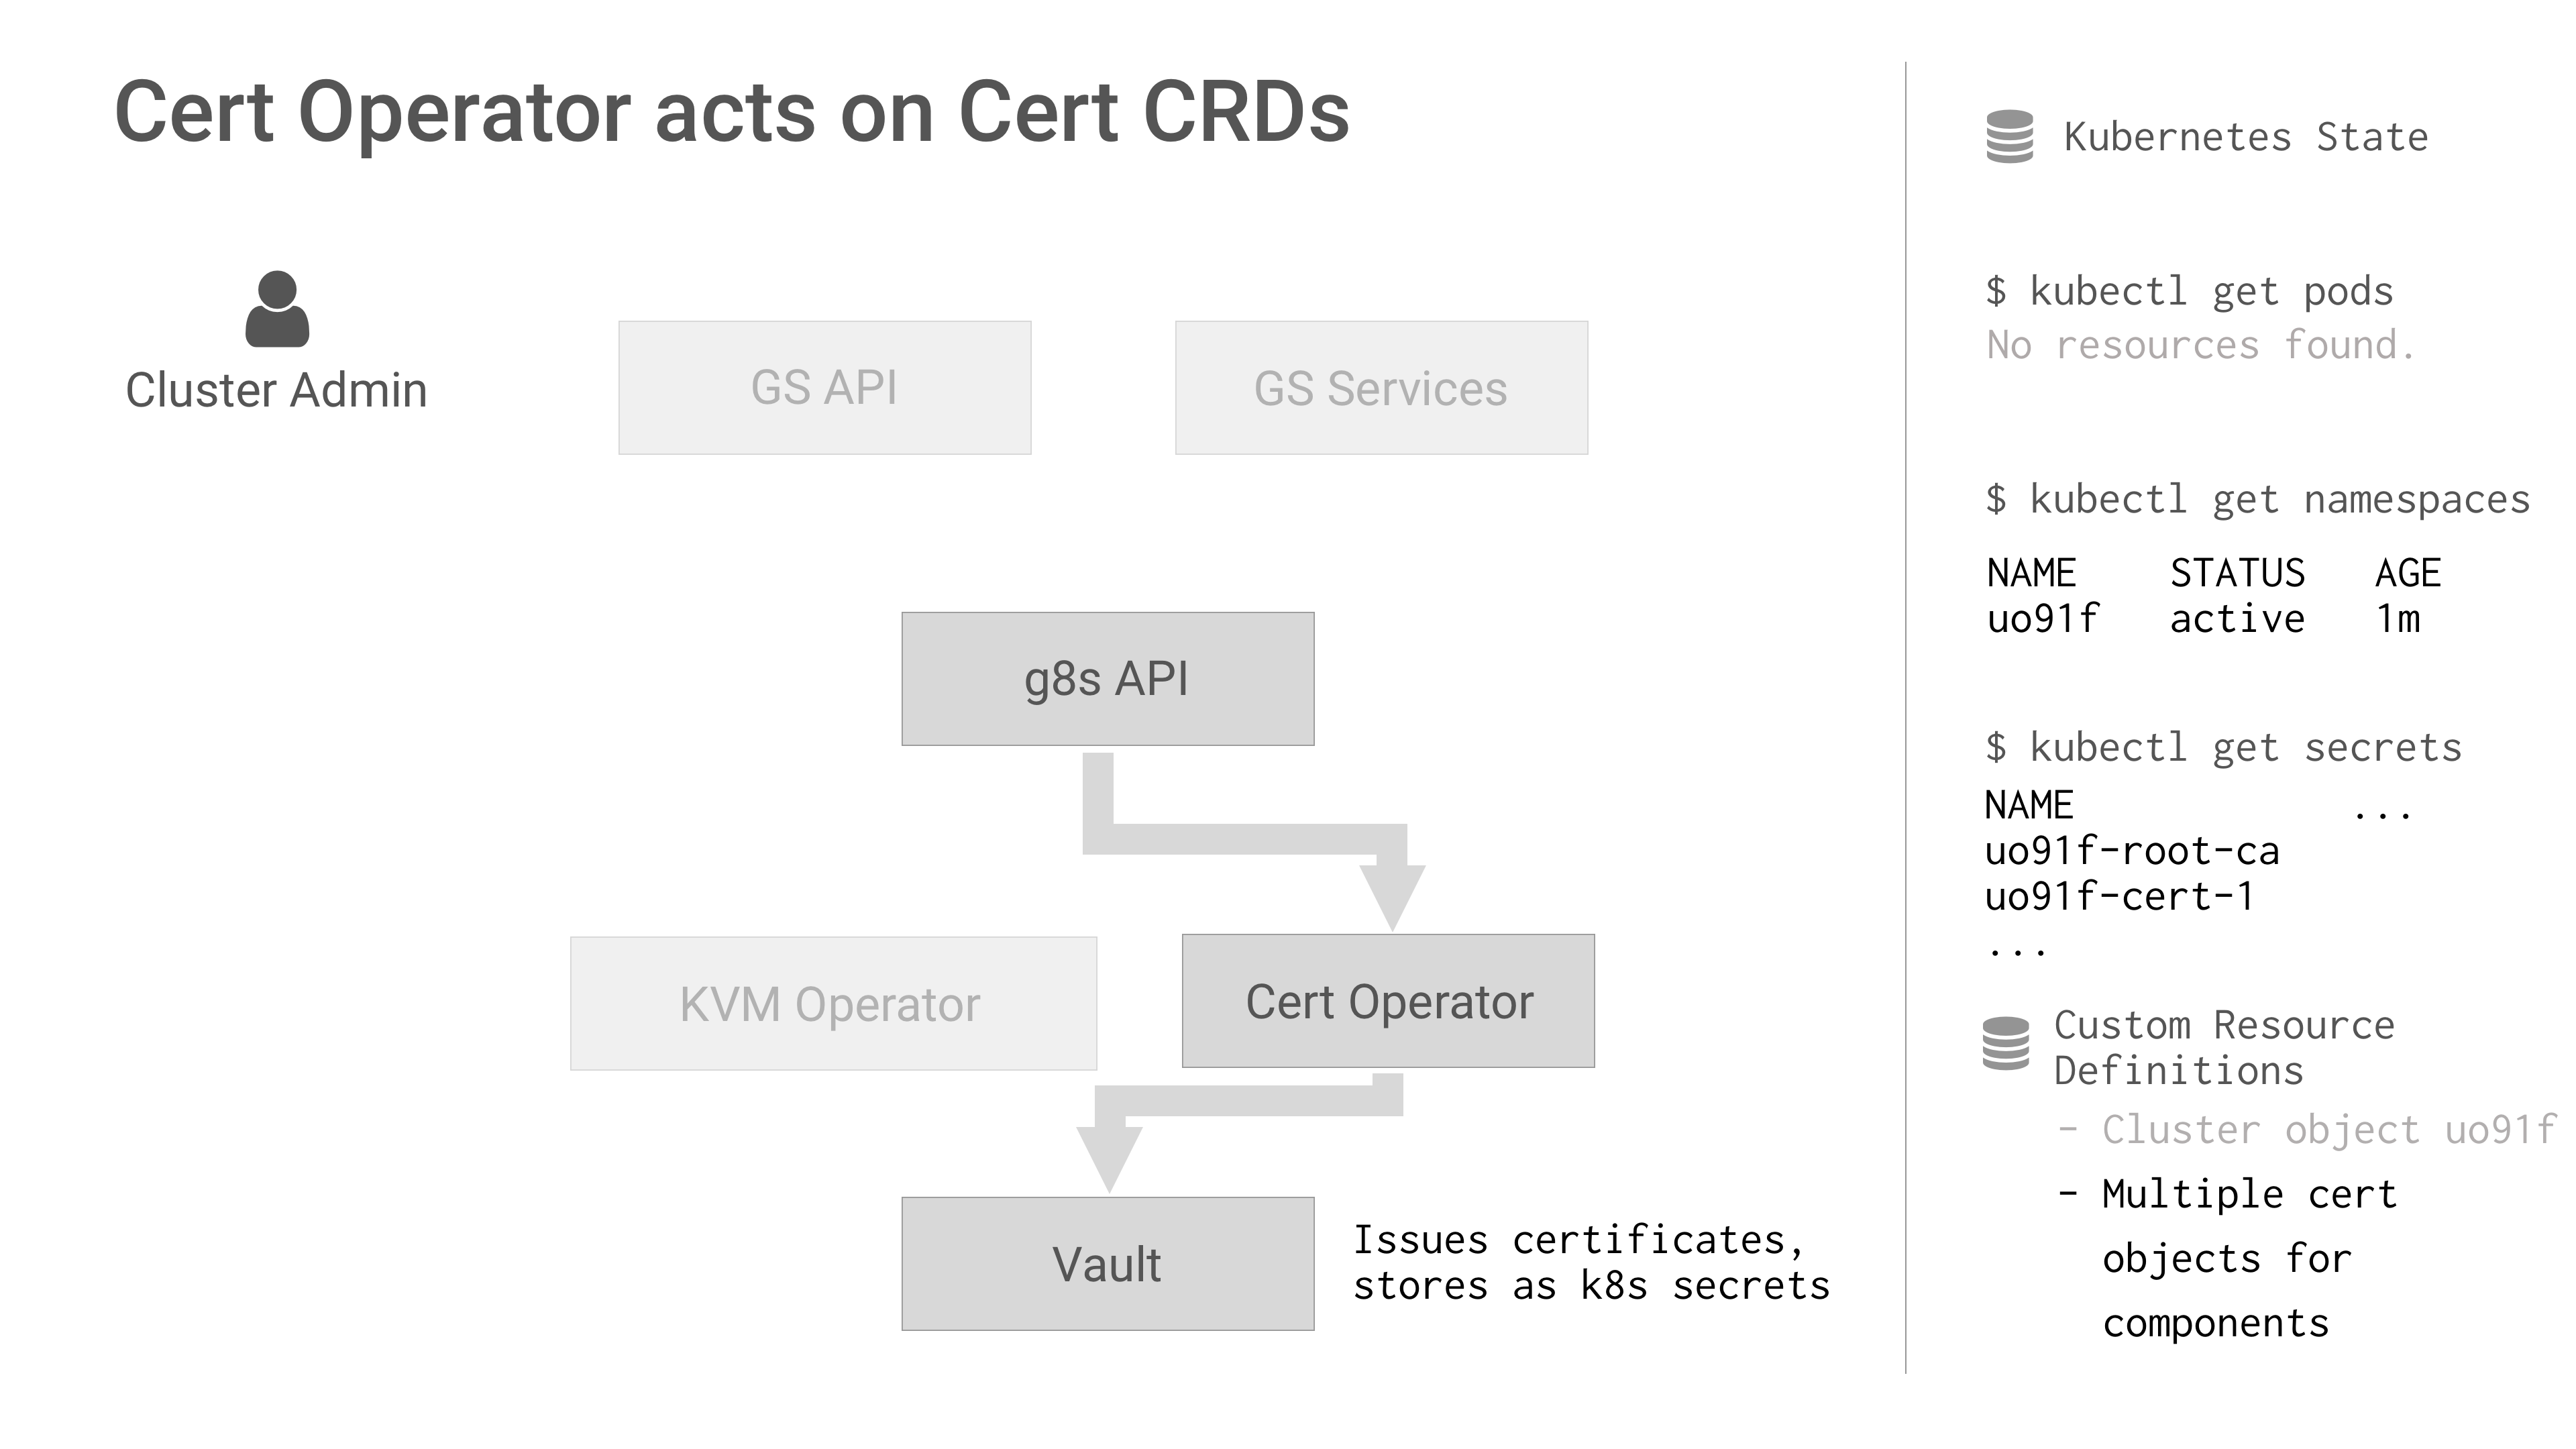 Cert Operator acts on Cert CRDs
Cluster Admin
GS API
GS Services
g8s API
KVM Operator
Cert Operator
Vault
Issues certificates,
stores as k8s secrets
Kubernetes State
$ kubectl get pods
No resources found.
$ kubectl get namespaces
NAME STATUS AGE
uo91f active 1m
$ kubectl get secrets
NAME ...
uo91f-root-ca
uo91f-cert-1
...
Custom Resource
Definitions
- Cluster object uo91f
- Multiple cert
objects for
components